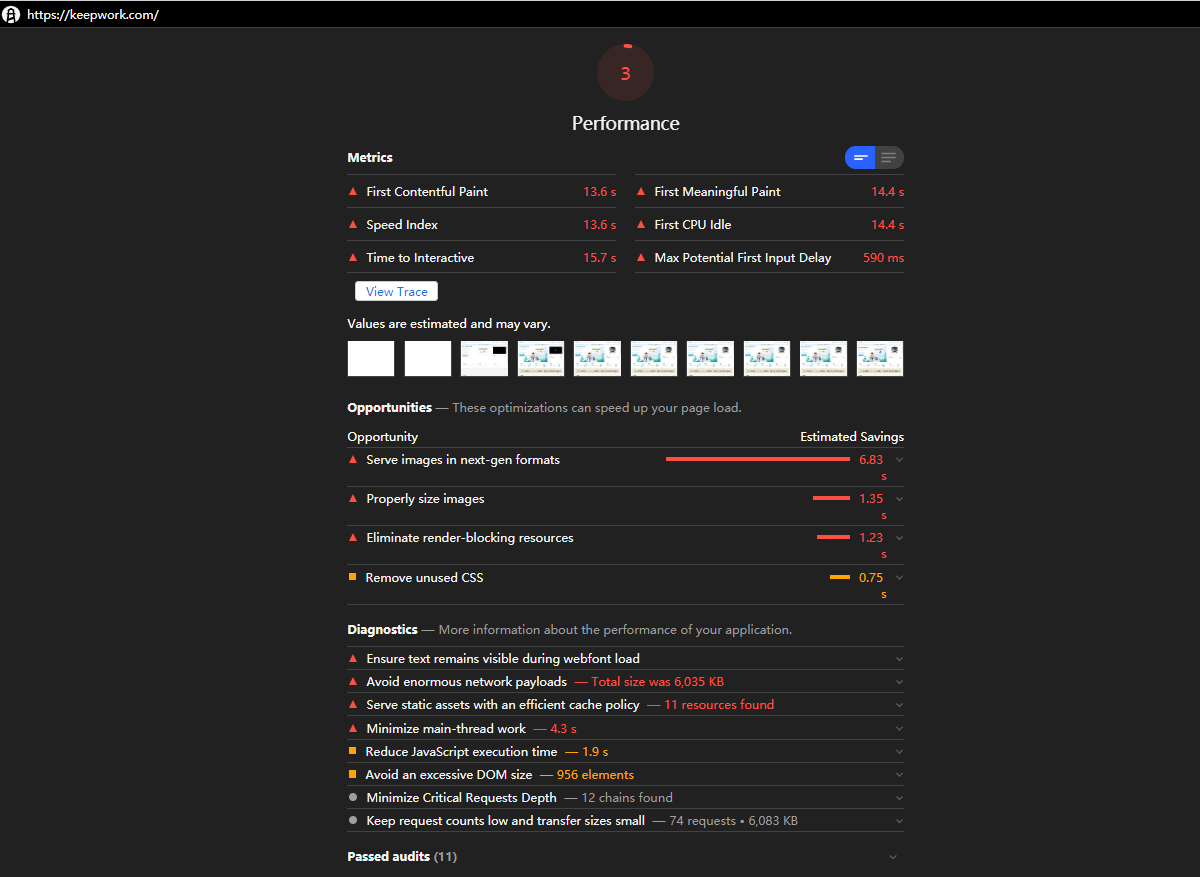 https://keepwork.com/
3
Performance
Metrics
First Contentful Paint 13.6 s
First Meaningful Paint 14.4 s
Speed Index 13.6 s
First CPU Idle 14.4 s
Time to Interactive 15.7 s
Max Potential First Input Delay 590 ms
View Trace
Values are estimated and may vary.
Opportunities — These optimizations can speed up your page load.
Opportunity Estimated Savings
Serve images in next-gen formats 6.83 s
Properly size images 1.35 s
Eliminate render-blocking resources 1.23 s
Remove unused CSS 0.75 s
Diagnostics — More information about the performance of your application.
Ensure text remains visible during webfont load
Avoid enormous network payloads — Total size was 6,035 KB
Serve static assets with an efficient cache policy — 11 resources found
Minimize main-thread work — 4.3 s
Reduce JavaScript execution time — 1.9 s
Avoid an excessive DOM size — 956 elements
Minimize Critical Requests Depth — 12 chains found
Keep request counts low and transfer sizes small — 74 requests • 6,083 KB
Passed audits (11)